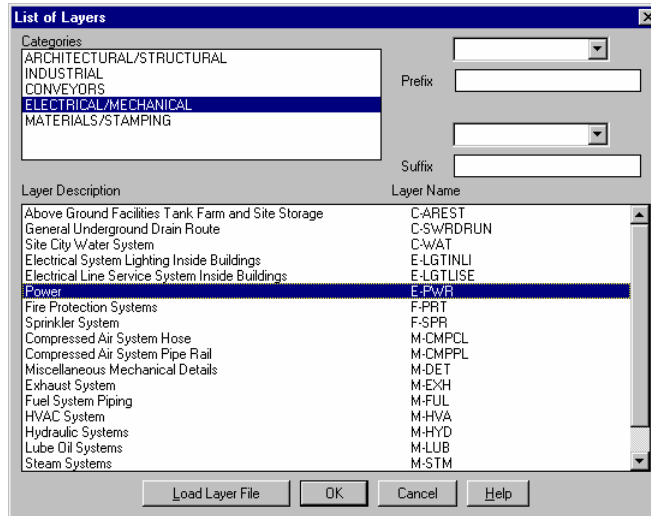 List of Layers
Categories
ARCHITECTURAL/STRUCTURAL
INDUSTRIAL
CONVEYORS
ELECTRICAL/MECHANICAL
MATERIALS/STAMPING
Prefix
Suffix
Layer Description Layer Name
Above Ground Facilities Tank Farm and Site Storage C-AREST
General Underground Drain Route C-SWRDRUN
Site City Water System C-WAT
Electrical System Lighting Inside Buildings E-LGTINLI
Electrical Line Service System Inside Buildings E-LGTLISE
Power E-PWR
Fire Protection Systems F-PRT
Sprinkler System F-SPR
Compressed Air System Hose M-CMPCL
Compressed Air System Pipe Rail M-CMPPL
Miscellaneous Mechanical Details M-DET
Exhaust System M-EXH
Fuel System Piping M-FUL
HVAC System M-HVA
Hydraulic Systems M-HYD
Lube Oil Systems M-LUB
Steam Systems M-STM
Load Layer File OK Cancel Help